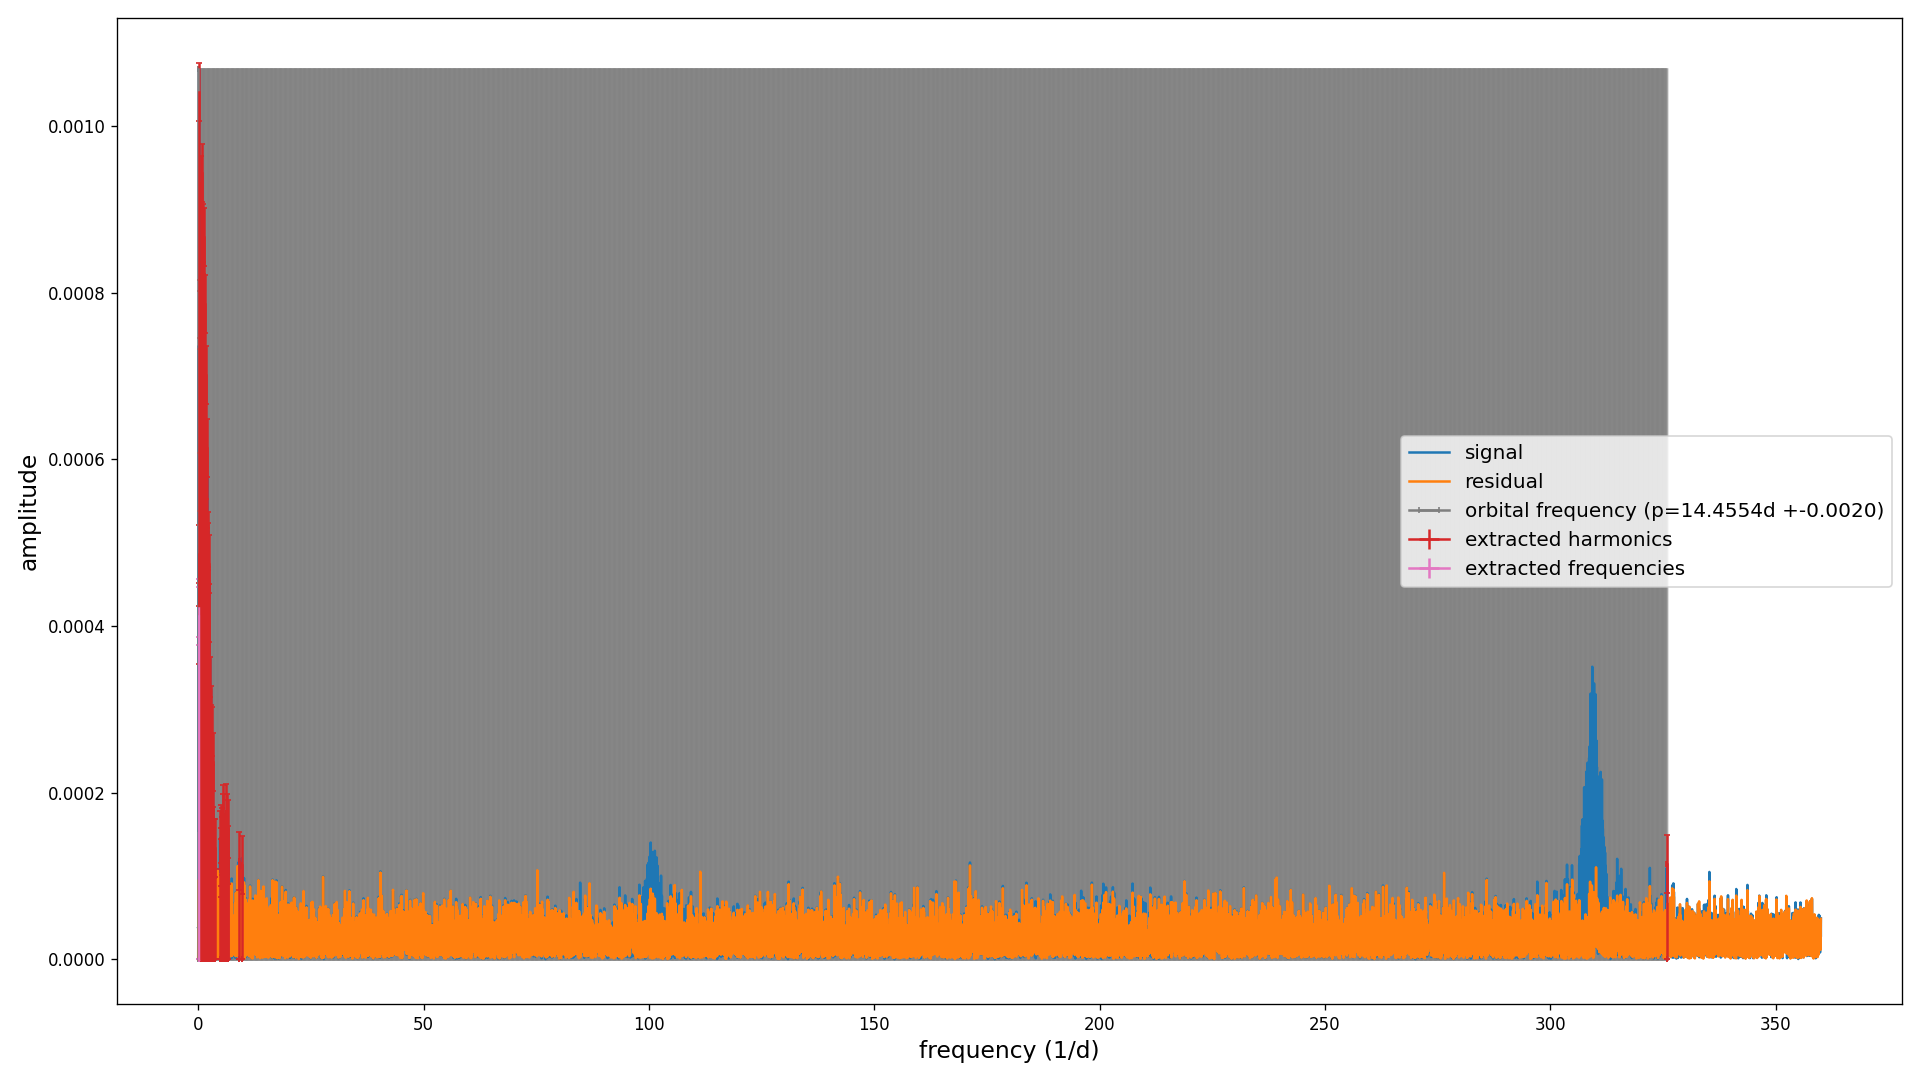 amplitude
0.0010
0.0008
0.0006
0.0004
0.0002
0.0000
signal
residual
orbital frequency (p=14.4554d +-0.0020)
extracted harmonics
extracted frequencies
0 50 100 150 200 250 300 350
frequency (1/d)